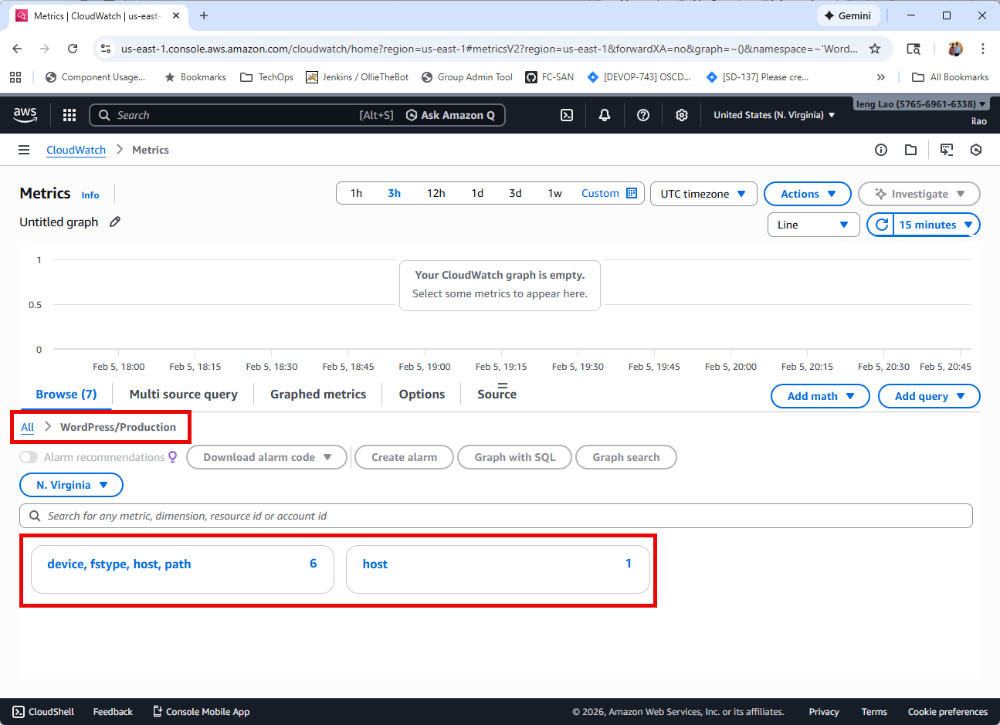 Metrics | CloudWatch | us-east-
Gemini
us-east-1.console.aws.amazon.com/cloudwatch/home?region=us-east-1#metricsV2?region=us-east-1&forwardXA=no&graph=~()&namespace=~'Word...
Component Usage... Bookmarks TechOps Jenkins / OllieTheBot Group Admin Tool FC-SAN [DEVOP-743] OSCD... [SD-137] Please cre... » All Bookmarks
aws Search [Alt+S] Ask Amazon Q United States (N. Virginia) Ieng Lao (5765-6961-6338)
ilao
CloudWatch > Metrics
Metrics Info 1h 3h 12h 1d 3d 1w Custom UTC timezone Actions Investigate
Untitled graph Line 15 minutes
1
Your CloudWatch graph is empty.
Select some metrics to appear here.
0.5
0
Feb 5, 18:00 Feb 5, 18:15 Feb 5, 18:30 Feb 5, 18:45 Feb 5, 19:00 Feb 5, 19:15 Feb 5, 19:30 Feb 5, 19:45 Feb 5, 20:00 Feb 5, 20:15 Feb 5, 20:30 Feb 5, 20:45
Browse (7) Multi source query Graphed metrics Options Source Add math Add query
All > WordPress/Production
Alarm recommendations Download alarm code Create alarm Graph with SQL Graph search
N. Virginia
Search for any metric, dimension, resource id or account id
device, fstype, host, path 6 host 1
CloudShell Feedback Console Mobile App © 2026, Amazon Web Services, Inc. or its affiliates. Privacy Terms Cookie preferences